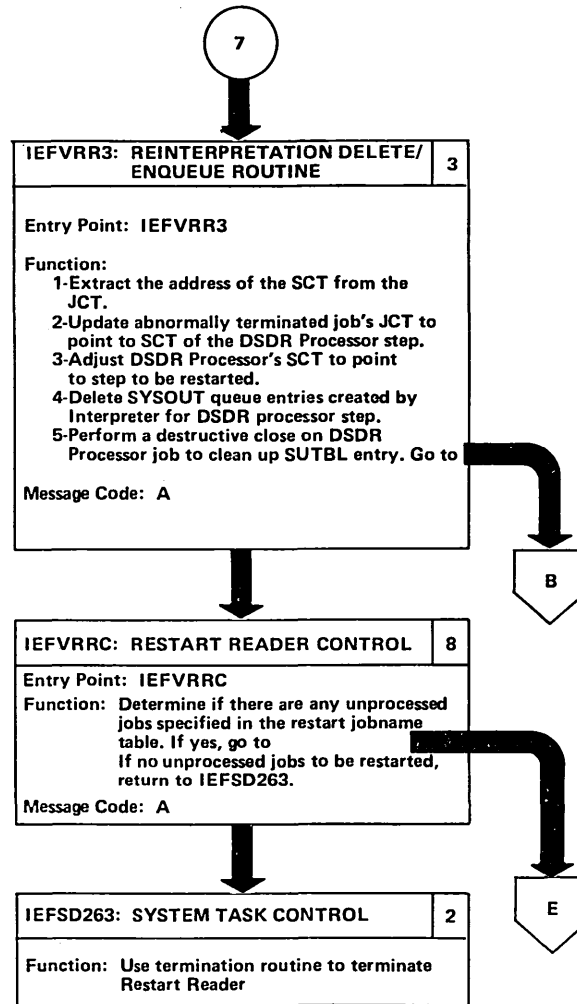 7
IEFVRR3: REINTERPRETATION DELETE/
ENQUEUE ROUTINE
3
Entry Point: IEFVRR3
Function:
1-Extract the address of the SCT from the
JCT.
2-Update abnormally terminated job's JCT to
point to SCT of the DSDR Processor step.
3-Adjust DSDR Processor's SCT to point
to step to be restarted.
4-Delete SYSOUT queue entries created by
Interpreter for DSDR processor step.
5-Perform a destructive close on DSDR
Processor job to clean up SUTBL entry. Go to
Message Code: A
B
IEFVRRC: RESTART READER CONTROL
8
Entry Point: IEFVRRC
Function: Determine if there are any unprocessed
jobs specified in the restart jobname
table. If yes, go to
If no unprocessed jobs to be restarted,
return to IEFSD263.
Message Code: A
E
IEFSD263: SYSTEM TASK CONTROL
2
Function: Use termination routine to terminate
Restart Reader